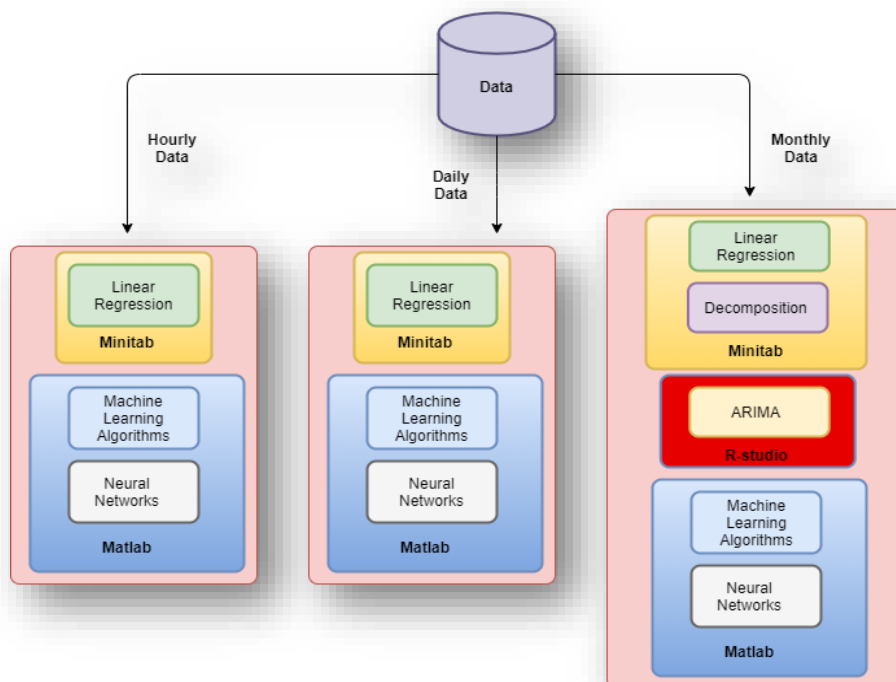 Data
Hourly
Data
Daily
Data
Monthly
Data
Linear
Regression
Minitab
Machine
Learning
Algorithms
Neural
Networks
Matlab
Linear
Regression
Minitab
Machine
Learning
Algorithms
Neural
Networks
Matlab
Linear
Regression
Decomposition
Minitab
ARIMA
R-studio
Machine
Learning
Algorithms
Neural
Networks
Matlab